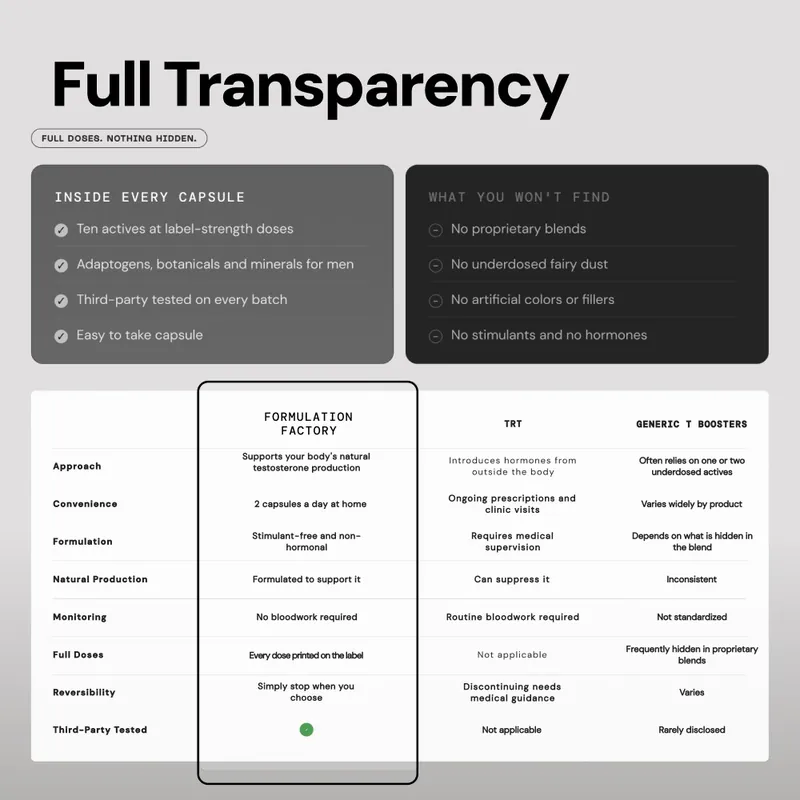 Full Transparency
FULL DOSES. NOTHING HIDDEN.
INSIDE EVERY CAPSULE
Ten actives at label-strength doses
Adaptogens, botanicals and minerals for men
Third-party tested on every batch
Easy to take capsule
WHAT YOU WON'T FIND
No proprietary blends
No underdosed fairy dust
No artificial colors or fillers
No stimulants and no hormones
FORMULATION
FACTORY
TRT
GENERIC T BOOSTERS
Approach
Supports your body's natural
testosterone production
Introduces hormones from
outside the body
Often relies on one or two
underdosed actives
Convenience
2 capsules a day at home
Ongoing prescriptions and
clinic visits
Varies widely by product
Formulation
Stimulant-free and non-
hormonal
Requires medical
supervision
Depends on what is hidden in
the blend
Natural Production
Formulated to support it
Can suppress it
Inconsistent
Monitoring
No bloodwork required
Routine bloodwork required
Not standardized
Full Doses
Every dose printed on the label
Not applicable
Frequently hidden in proprietary
blends
Reversibility
Simply stop when you
choose
Discontinuing needs
medical guidance
Varies
Third-Party Tested
Not applicable
Rarely disclosed